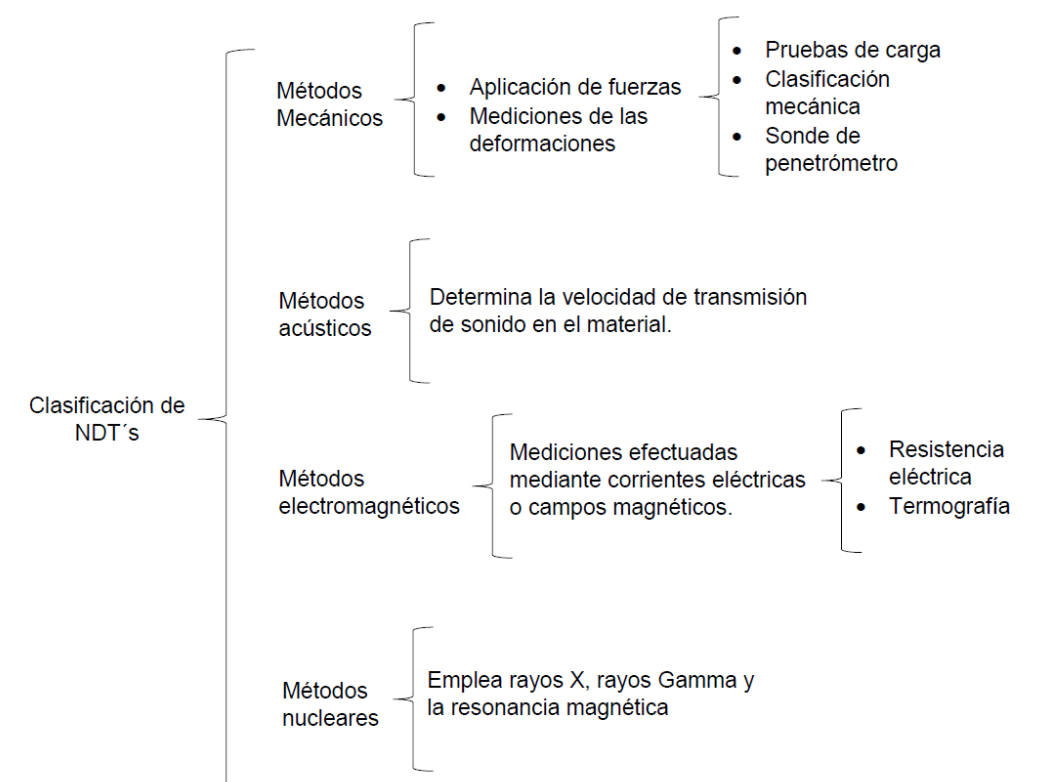 Clasificación de
NDT´s
Métodos
Mecánicos
• Aplicación de fuerzas
• Mediciones de las
deformaciones
• Pruebas de carga
• Clasificación
mecánica
• Sonde de
penetrómetro
Métodos
acústicos
Determina la velocidad de transmisión
de sonido en el material.
Métodos
electromagnéticos
Mediciones efectuadas
mediante corrientes eléctricas
o campos magnéticos.
• Resistencia
eléctrica
• Termografía
Métodos
nucleares
Emplea rayos X, rayos Gamma y
la resonancia magnética